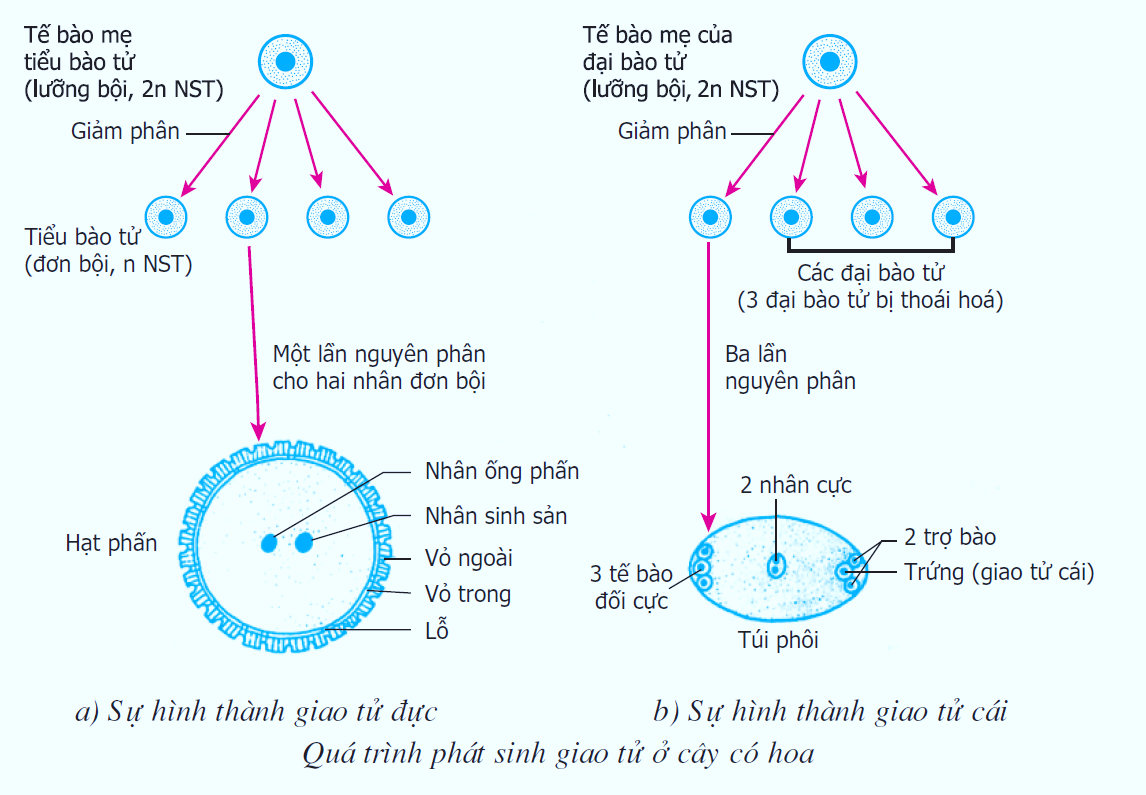 Tế bào mẹ
tiểu bào tử
(lưỡng bội, 2n NST)
Giảm phân
Tiểu bào tử
(đơn bội, n NST)
Một lần nguyên phân
cho hai nhân đơn bội
Hạt phấn
Nhân ống phấn
Nhân sinh sản
Vỏ ngoài
Vỏ trong
Lỗ
a) Sự hình thành giao tử đực
Tế bào mẹ của
đại bào tử
(lưỡng bội, 2n NST)
Giảm phân
Các đại bào tử
(3 đại bào tử bị thoái hoá)
Ba lần
nguyên phân
2 nhân cực
2 trợ bào
Trứng (giao tử cái)
3 tế bào
đối cực
Túi phôi
b) Sự hình thành giao tử cái
Quá trình phát sinh giao tử ở cây có hoa